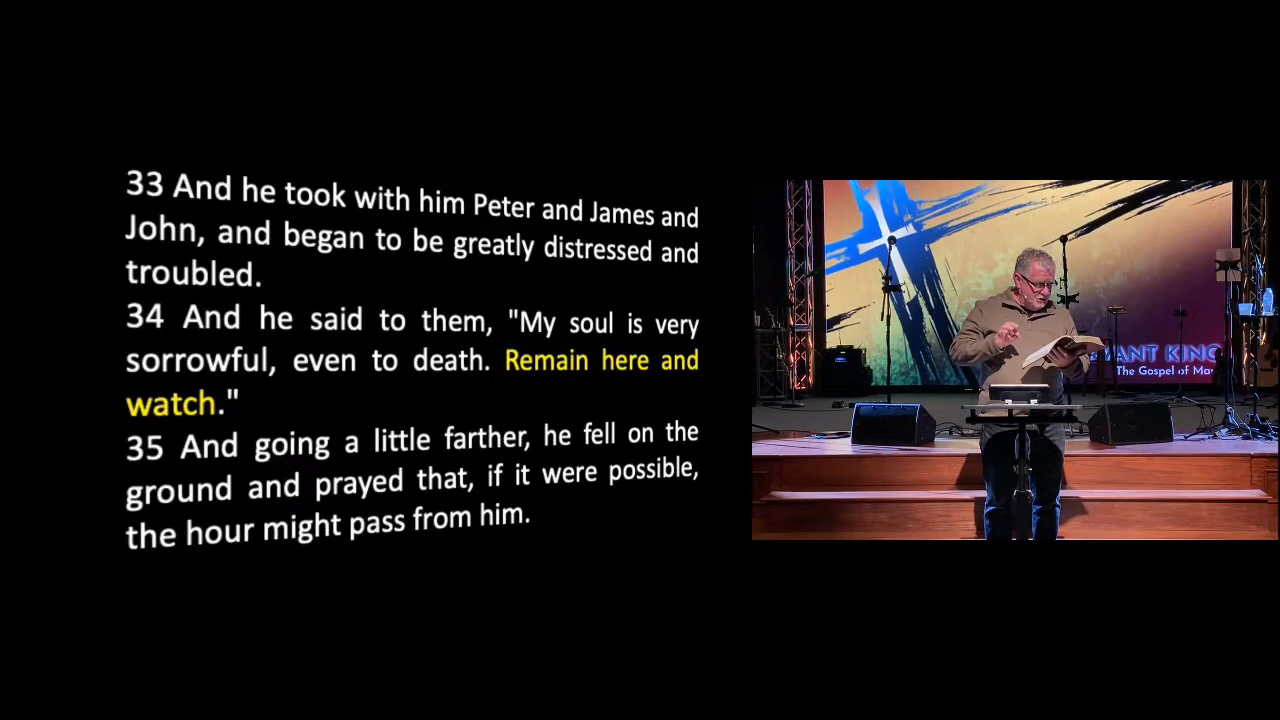 33 And he took with him Peter and James and
John, and began to be greatly distressed and
troubled.
34 And he said to them, "My soul is very
sorrowful, even to death. Remain here and
watch."
35 And going a little farther, he fell on the
ground and prayed that, if it were possible,
the hour might pass from him.
VANT KING
The Gospel of Mar